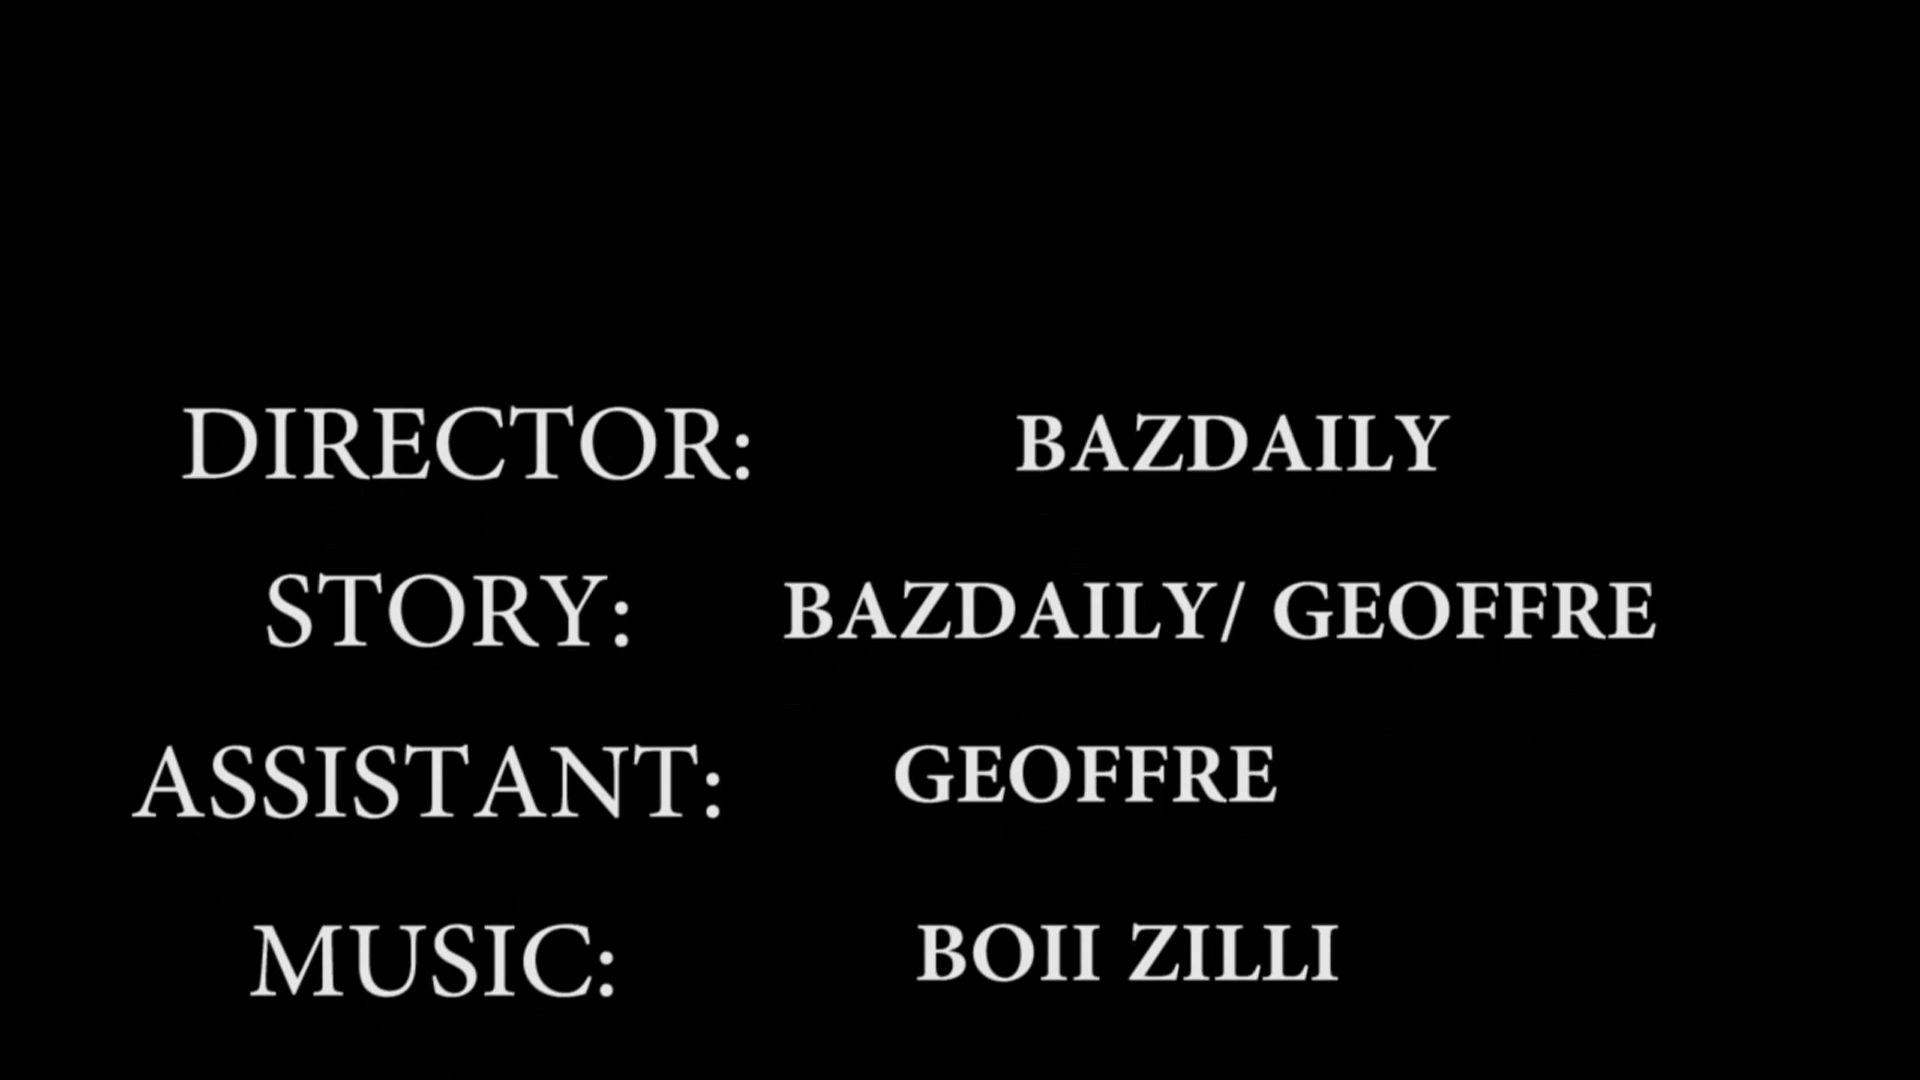 DIRECTOR: BAZDAILY
STORY: BAZDAILY/ GEOFFRE
ASSISTANT: GEOFFRE
MUSIC: BOII ZILLI